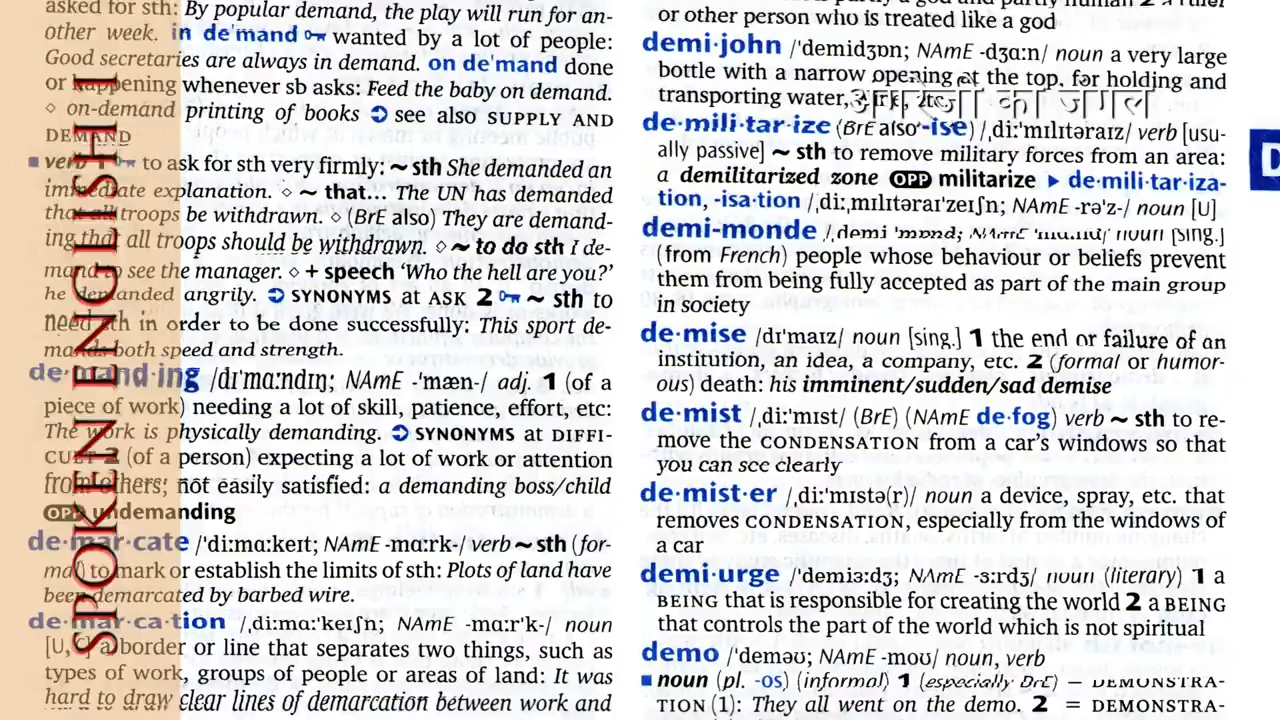 asked for sth: By popular demand, the play will run for an-
other week. in de'mand wanted by a lot of people:
Good secretaries are always in demand. on de'mand done
or happening whenever sb asks: Feed the baby on demand.
◇ on-demand printing of books ➲ see also SUPPLY AND
DEMAND
■ verb 1 to ask for sth very firmly: ~ sth She demanded an
immediate explanation. ◇ ~ that… The UN has demanded
that all troops be withdrawn. ◇ (BrE also) They are demand-
ing that all troops should be withdrawn. ◇ ~ to do sth I de-
mand to see the manager. ◇ + speech ‘Who the hell are you?’
he demanded angrily. ➲ SYNONYMS at ASK 2 ~ sth to
need sth in order to be done successfully: This sport de-
mands both speed and strength.
de·mand·ing /dɪˈmɑːndɪŋ; NAmE -ˈmæn-/ adj. 1 (of a
piece of work) needing a lot of skill, patience, effort, etc:
The work is physically demanding. ➲ SYNONYMS at DIFFI-
CULT 2 (of a person) expecting a lot of work or attention
from others; not easily satisfied: a demanding boss/child
OPP undemanding
de·mar·cate /ˈdiːmɑːkeɪt; NAmE -mɑːrk-/ verb ~ sth (for-
mal) to mark or establish the limits of sth: Plots of land have
been demarcated by barbed wire.
de·mar·ca·tion /ˌdiːmɑːˈkeɪʃn; NAmE -mɑːrˈk-/ noun
[U, C] a border or line that separates two things, such as
types of work, groups of people or areas of land: It was
hard to draw clear lines of demarcation between work and
SPOKEN ENGLISH 1
or other person who is treated like a god
demi·john /ˈdemidʒɒn; NAmE -dʒɑːn/ noun a very large
bottle with a narrow opening at the top, for holding and
transporting water,
de·mili·tar·ize (BrE also -ise) /ˌdiːˈmɪlɪtəraɪz/ verb [usu-
ally passive] ~ sth to remove military forces from an area:
a demilitarized zone OPP militarize ▶ de·mili·tar·iza-
tion, -isa·tion /ˌdiːˌmɪlɪtəraɪˈzeɪʃn; NAmE -rəˈz-/ noun [U]
demi-monde /ˌdemi ˈmɒnd; NAmE noun [sing.]
(from French) people whose behaviour or beliefs prevent
them from being fully accepted as part of the main group
in society
de·mise /dɪˈmaɪz/ noun [sing.] 1 the end or failure of an
institution, an idea, a company, etc. 2 (formal or humor-
ous) death: his imminent/sudden/sad demise
de·mist /ˌdiːˈmɪst/ (BrE) (NAmE de·fog) verb ~ sth to re-
move the CONDENSATION from a car’s windows so that
you can see clearly
de·mist·er /ˌdiːˈmɪstə(r)/ noun a device, spray, etc. that
removes CONDENSATION, especially from the windows of
a car
demi·urge /ˈdemiɜːdʒ; NAmE -ɜːrdʒ/ noun (literary) 1 a
BEING that is responsible for creating the world 2 a BEING
that controls the part of the world which is not spiritual
demo /ˈdeməʊ; NAmE -moʊ/ noun, verb
■ noun (pl. -os) (informal) 1 (especially BrE) = DEMONSTRA-
TION (1): They all went on the demo. 2 = DEMONSTRA-
D